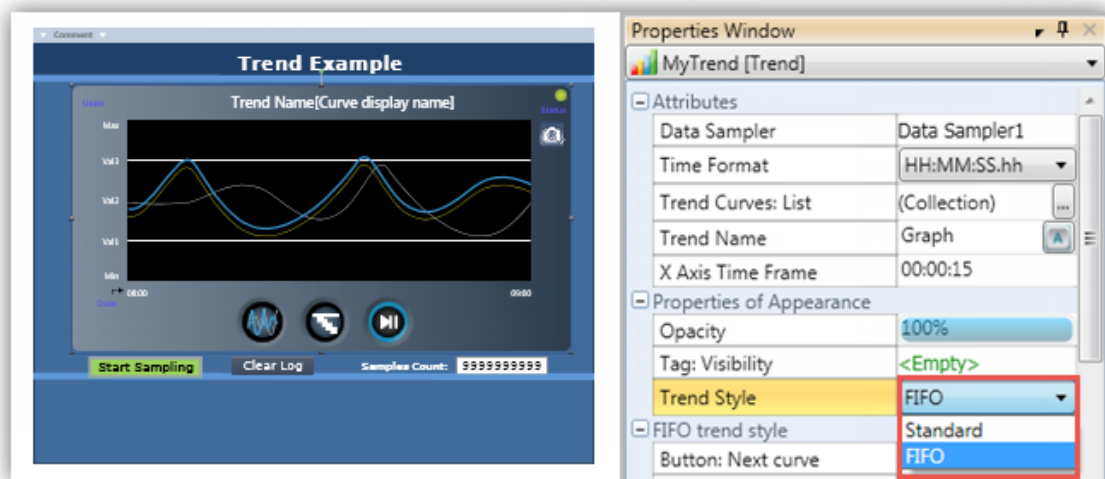 Comment
Trend Example
Units
Trend Name[Curve display name]
Status
Max
Val3
Val2
Val1
Min
08:00
09:00
Date
Start Sampling
Clear Log
Samples Count:
9999999999
Properties Window
MyTrend [Trend]
Attributes
Data Sampler
Data Sampler1
Time Format
HH:MM:SS.hh
Trend Curves: List
(Collection)
...
Trend Name
Graph
A
X Axis Time Frame
00:00:15
Properties of Appearance
Opacity
100%
Tag: Visibility
<Empty>
Trend Style
FIFO
Standard
FIFO trend style
FIFO
Button: Next curve